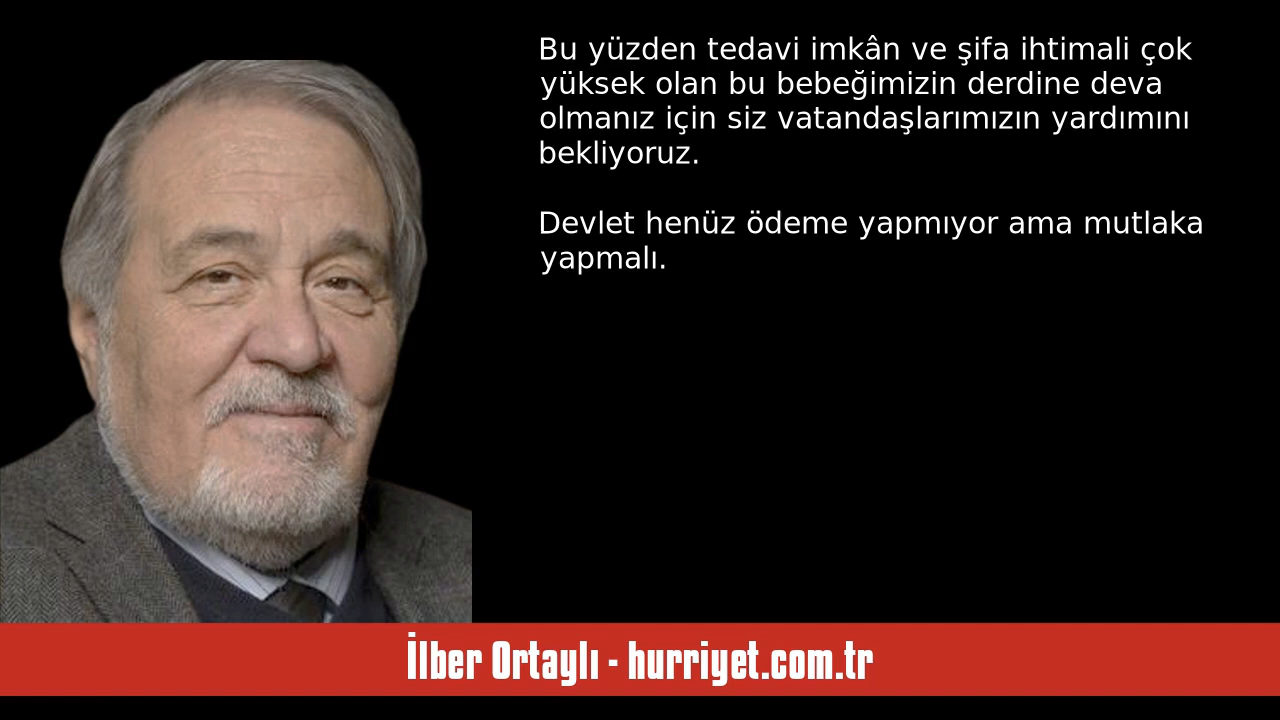 Bu yüzden tedavi imkân ve şifa ihtimali çok
yüksek olan bu bebeğimizin derdine deva
olmanız için siz vatandaşlarımızın yardımını
bekliyoruz.
Devlet henüz ödeme yapmıyor ama mutlaka
yapmalı.
İlber Ortaylı - hurriyet.com.tr